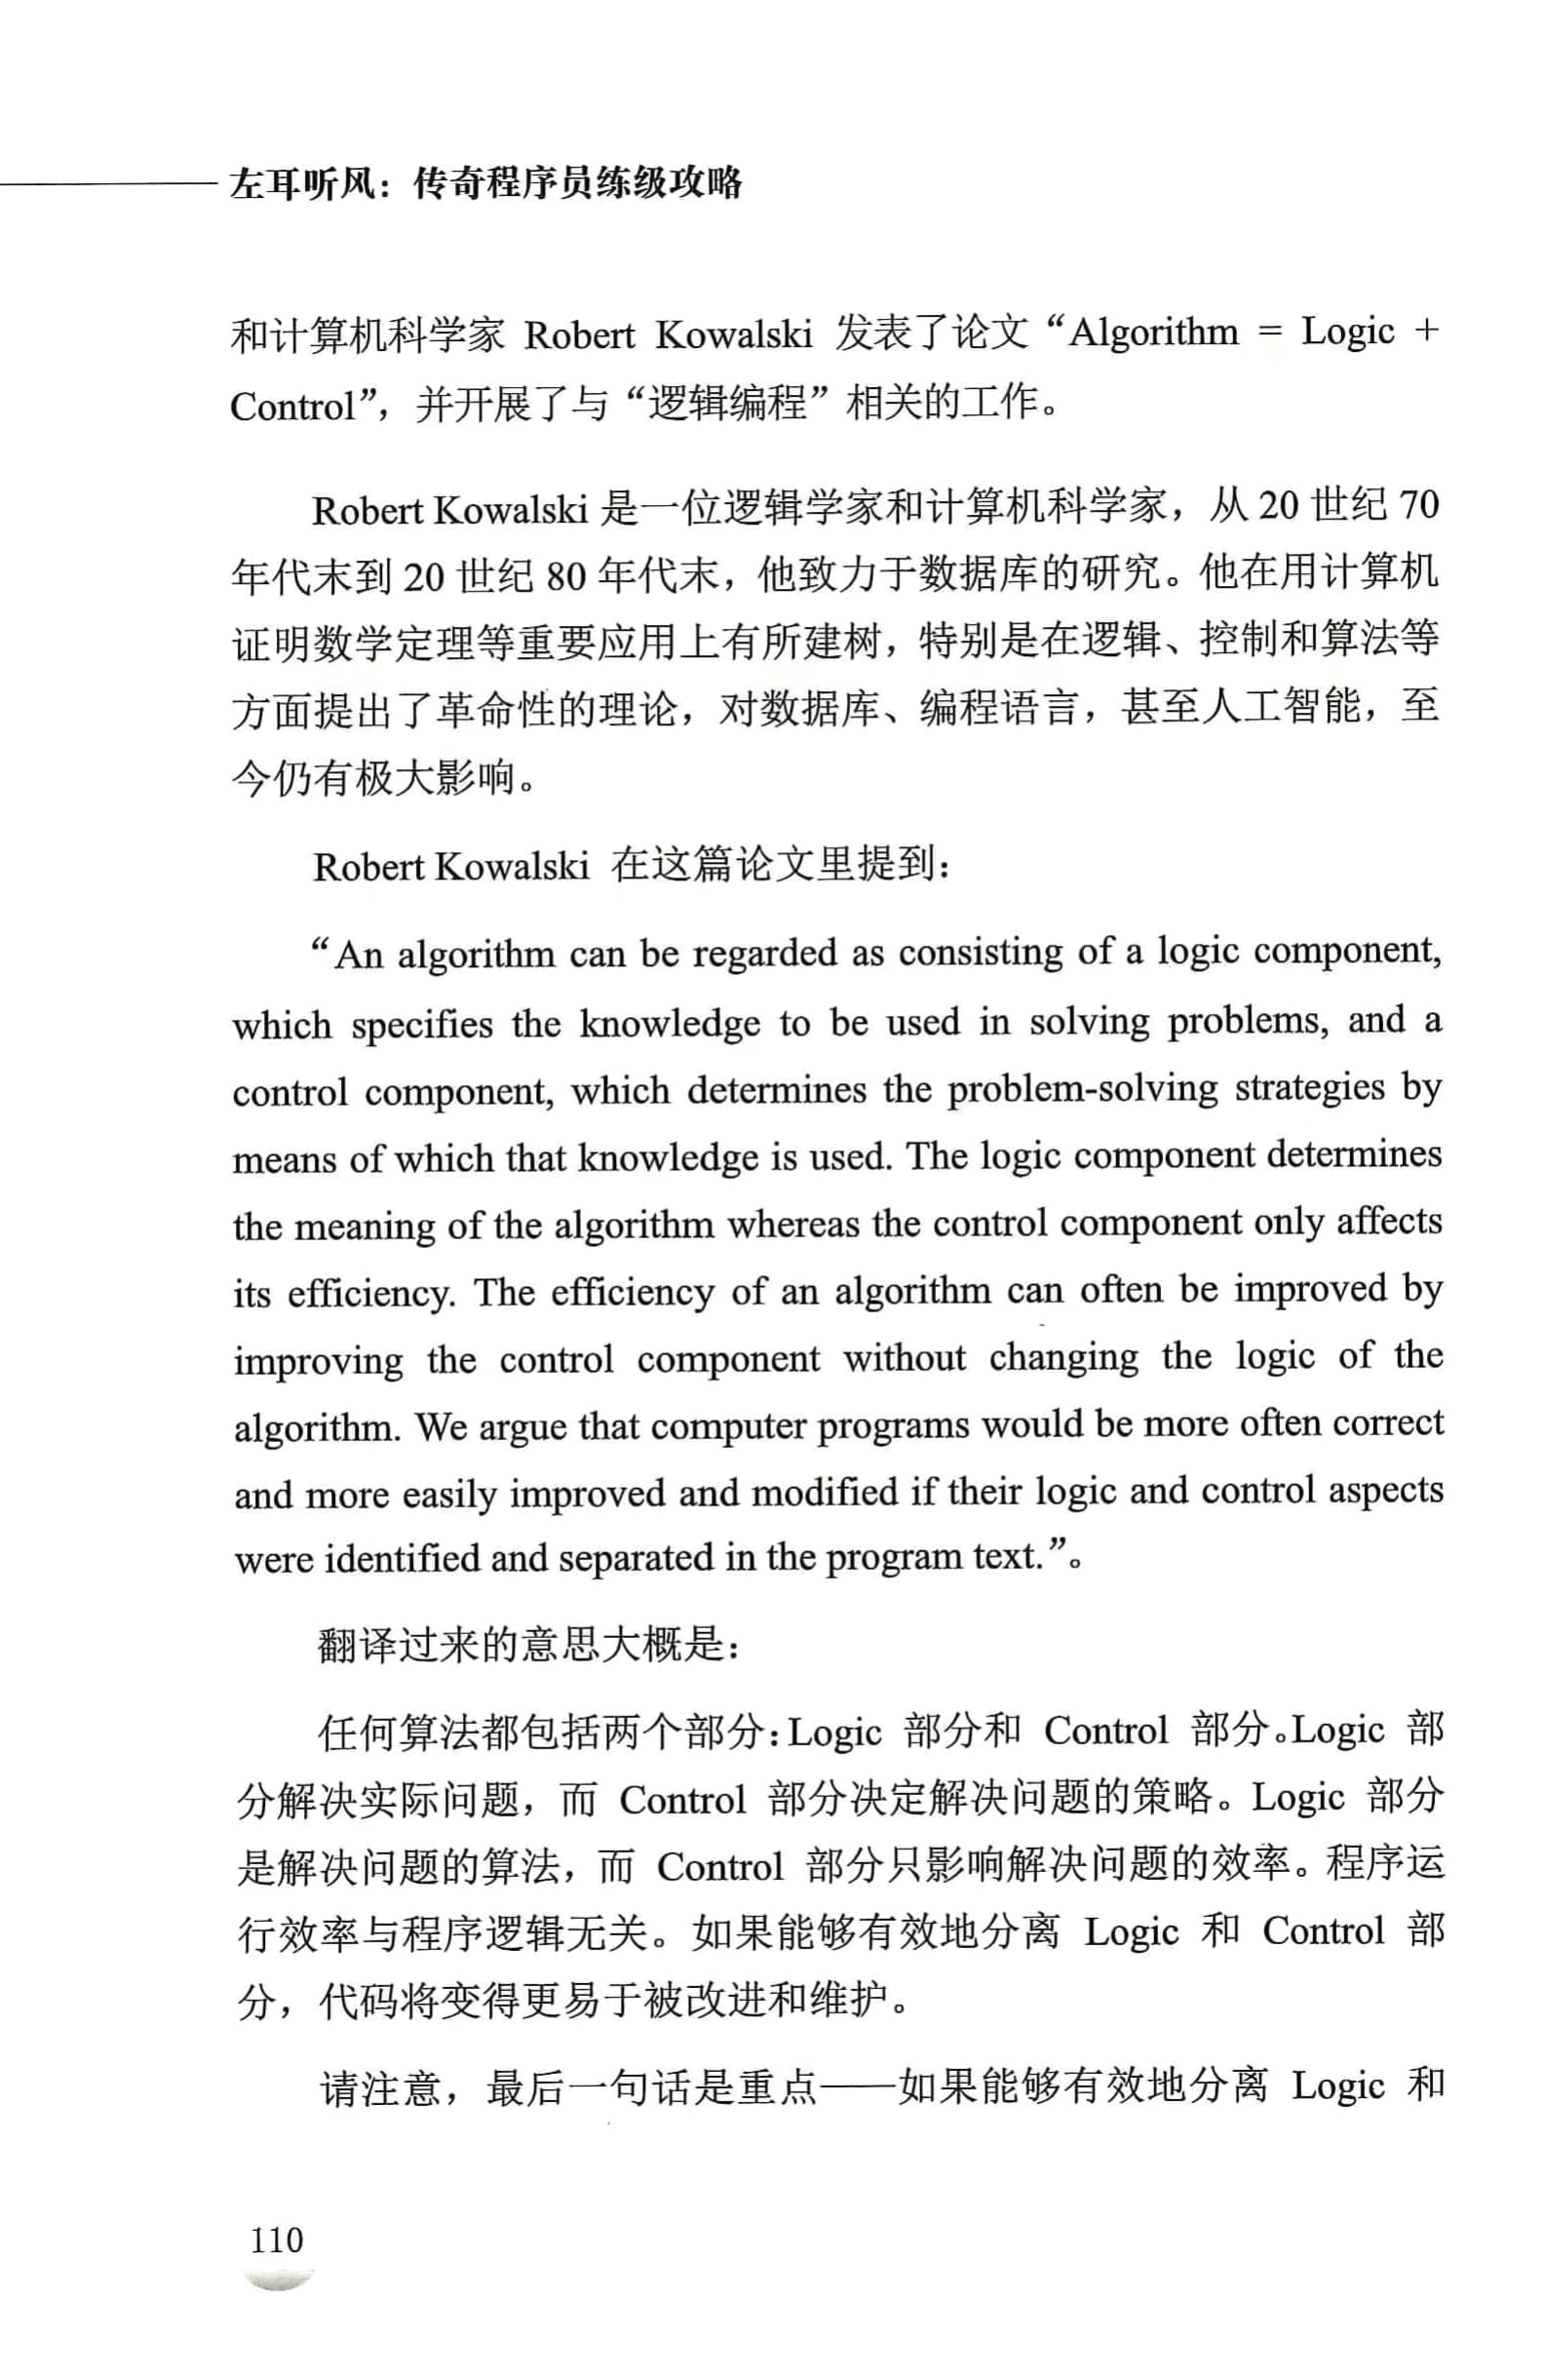 左耳听风：传奇程序员练级攻略
和计算机科学家 Robert Kowalski 发表了论文“Algorithm = Logic +
Control”，并开展了与“逻辑编程”相关的工作。
Robert Kowalski 是一位逻辑学家和计算机科学家，从 20 世纪 70
年代末到 20 世纪 80 年代末，他致力于数据库的研究。他在用计算机
证明数学定理等重要应用上有所建树，特别是在逻辑、控制和算法等
方面提出了革命性的理论，对数据库、编程语言，甚至人工智能，至
今仍有极大影响。
Robert Kowalski 在这篇论文里提到：
“An algorithm can be regarded as consisting of a logic component,
which specifies the knowledge to be used in solving problems, and a
control component, which determines the problem-solving strategies by
means of which that knowledge is used. The logic component determines
the meaning of the algorithm whereas the control component only affects
its efficiency. The efficiency of an algorithm can often be improved by
improving the control component without changing the logic of the
algorithm. We argue that computer programs would be more often correct
and more easily improved and modified if their logic and control aspects
were identified and separated in the program text.”。
翻译过来的意思大概是：
任何算法都包括两个部分：Logic 部分和 Control 部分。Logic 部
分解决实际问题，而 Control 部分决定解决问题的策略。Logic 部分
是解决问题的算法，而 Control 部分只影响解决问题的效率。程序运
行效率与程序逻辑无关。如果能够有效地分离 Logic 和 Control 部
分，代码将变得更易于被改进和维护。
请注意，最后一句话是重点——如果能够有效地分离 Logic 和
110